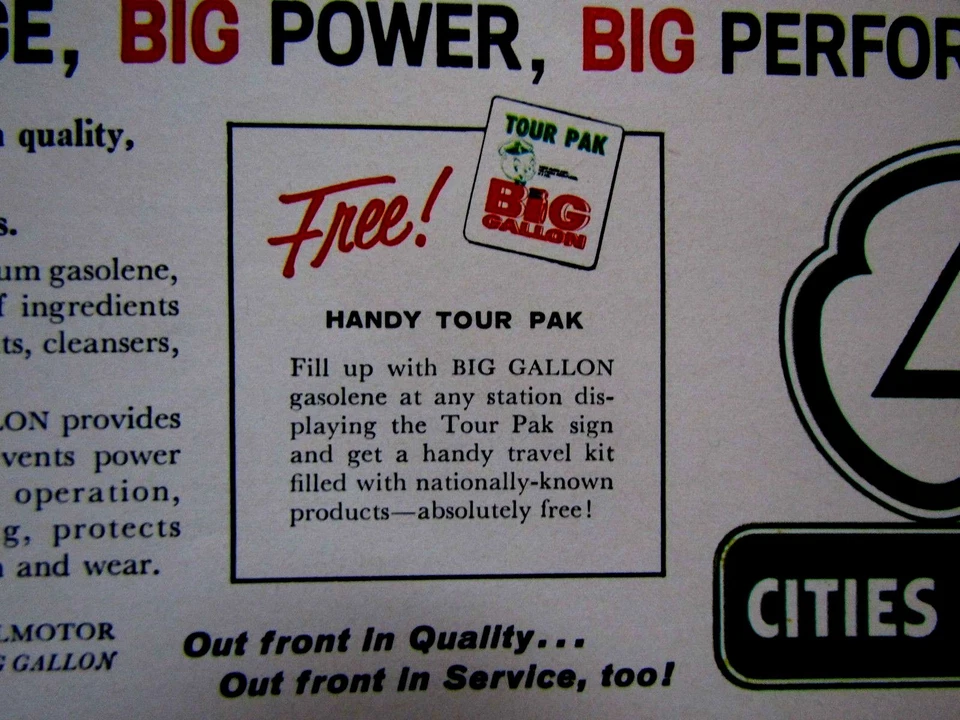 GE, BIG POWER, BIG PERFOR
quality,
s.
um gasolene,
f ingredients
ts, cleansers,
LON provides
vents power
operation,
g, protects
and wear.
LMOTOR
G GALLON
Free!
TOUR PAK
BIG
GALLON
HANDY TOUR PAK
Fill up with BIG GALLON
gasolene at any station dis-
playing the Tour Pak sign
and get a handy travel kit
filled with nationally-known
products—absolutely free!
Out front in Quality...
Out front in Service, too!
CITIES